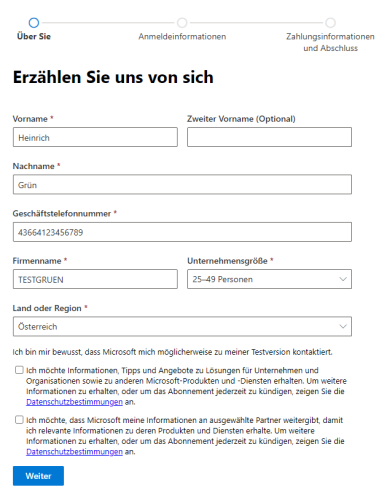 Über Sie
Anmeldeinformationen
Zahlungsinformationen
und Abschluss
Erzählen Sie uns von sich
Vorname *
Zweiter Vorname (Optional)
Heinrich
Nachname *
Grün
Geschäftstelefonnummer *
43664123456789
Firmenname *
Unternehmensgröße *
TESTGRUEN
25–49 Personen
Land oder Region *
Österreich
Ich bin mir bewusst, dass Microsoft mich möglicherweise zu meiner Testversion kontaktiert.
Ich möchte Informationen, Tipps und Angebote zu Lösungen für Unternehmen und
Organisationen sowie zu anderen Microsoft-Produkten und -Diensten erhalten. Um weitere
Informationen zu erhalten, oder um das Abonnement jederzeit zu kündigen, zeigen Sie die
Datenschutzbestimmungen an.
Ich möchte, dass Microsoft meine Informationen an ausgewählte Partner weitergibt, damit
ich relevante Informationen zu deren Produkten und Diensten erhalte. Um weitere
Informationen zu erhalten, oder um das Abonnement jederzeit zu kündigen, zeigen Sie die
Datenschutzbestimmungen an.
Weiter